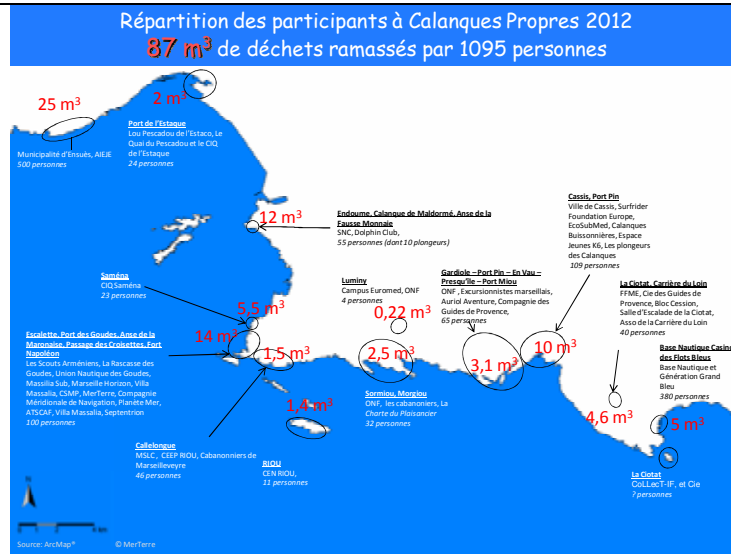 Répartition des participants à Calanques Propres 2012
87 m³ de déchets ramassés par 1095 personnes
25 m³
2 m³
Port de l'Estaque
Lou Pescadou de l'Estaco, Le
Quai du Pescadou et le CIQ
de l'Estaque
24 personnes
Municipalité d'Ensuès, AIEJE
500 personnes
12 m³
Endoume, Calanque de Maldormé, Anse de la
Fausse Monnaie
SNC, Dolphin Club,
55 personnes (dont 10 plongeurs)
Cassis, Port Pin
Ville de Cassis, Surfrider
Foundation Europe,
EcoSubMed, Calanques
Buissonnières, Espace
Jeunes K6, Les plongeurs
des Calanques
109 personnes
Saména
CIQ Saména
23 personnes
5,5 m³
Luminy
Campus Euromed, ONF
4 personnes
0,22 m³
Gardiole – Port Pin – En Vau –
Presqu'île – Port Miou
ONF, Excursionnistes marseillais,
Auriol Aventure, Compagnie des
Guides de Provence,
65 personnes
La Ciotat, Carrière du Loin
FFME, Cie des Guides de
Provence, Bloc Cession,
Salle d'Escalade de la Ciotat,
Asso de la Carrière du Loin
40 personnes
Escalette, Port des Goudes, Anse de la
Maronaise, Passage des Croisettes, Fort
Napoléon
Les Scouts Arméniens, La Rascasse des
Goudes, Union Nautique des Goudes,
Massilia Sub, Marseille Horizon, Villa
Massalia, CSMP, MerTerre, Compagnie
Méridionale de Navigation, Planète Mer,
ATSCAF, Villa Massalia, Septentrion
100 personnes
14 m³
1,5 m³
2,5 m³
3,1 m³
10 m³
Base Nautique Casino
des Flots Bleus
Base Nautique et
Génération Grand
Bleu
380 personnes
Sormiou, Morgiou
ONF, les cabanoniers, La
Charte du Plaisancier
32 personnes
1,4 m³
4,6 m³
5 m³
Callelongue
MSLC, CEEP RIOU, Cabanonniers de
Marseilleveyre
46 personnes
RIOU
CEN RIOU,
11 personnes
La Ciotat
CoLLecT-IF, et Cie
? personnes
N
Source: ArcMap® © MerTerre